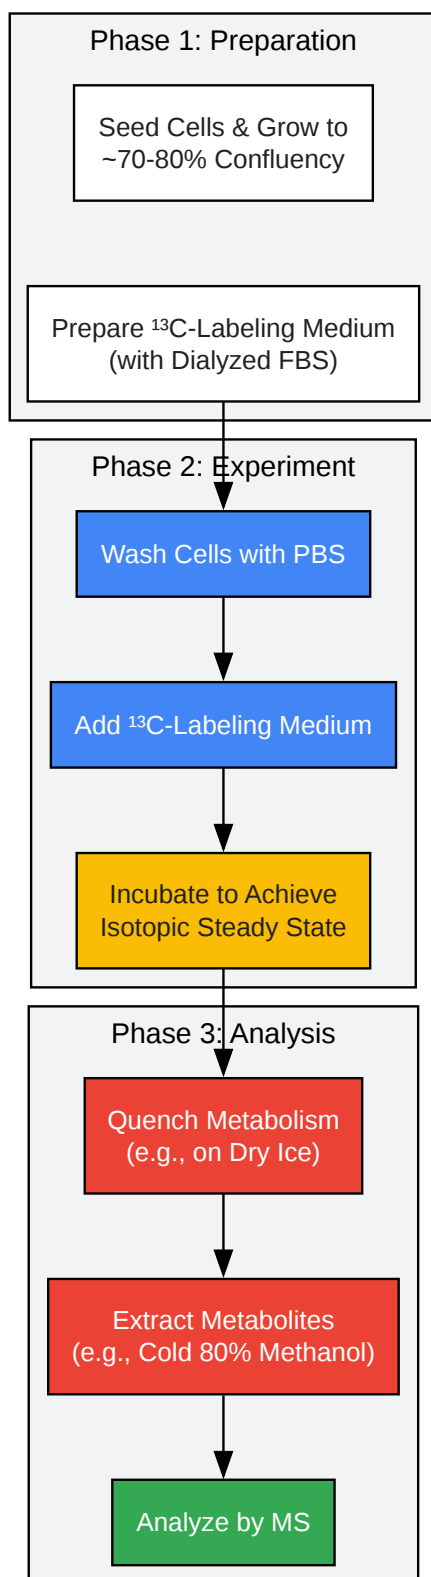 Phase 1: Preparation
Seed Cells & Grow to
~70-80% Confluency
Prepare ¹³C-Labeling Medium
(with Dialyzed FBS)
Phase 2: Experiment
Wash Cells with PBS
Add ¹³C-Labeling Medium
Incubate to Achieve
Isotopic Steady State
Phase 3: Analysis
Quench Metabolism
(e.g., on Dry Ice)
Extract Metabolites
(e.g., Cold 80% Methanol)
Analyze by MS